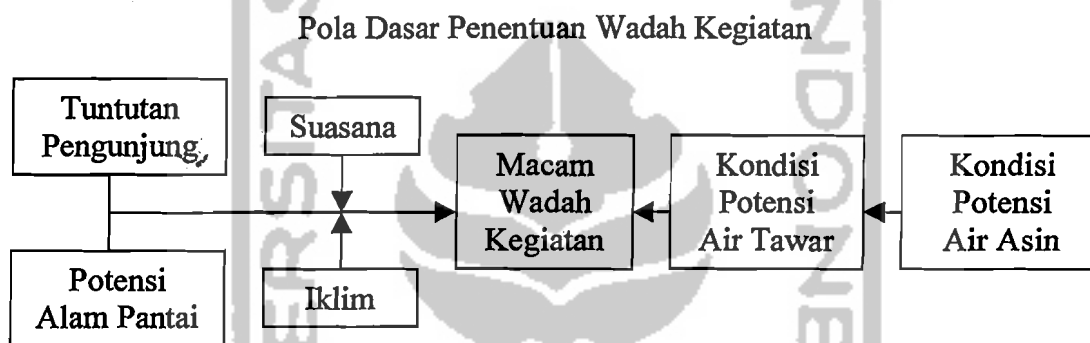 Pola Dasar Penentuan Wadah Kegiatan
Tuntutan
Pengunjung,
Suasana
Macam
Wadah
Kegiatan
Kondisi
Potensi
Air Tawar
Kondisi
Potensi
Air Asin
Potensi
Alam Pantai
Iklim